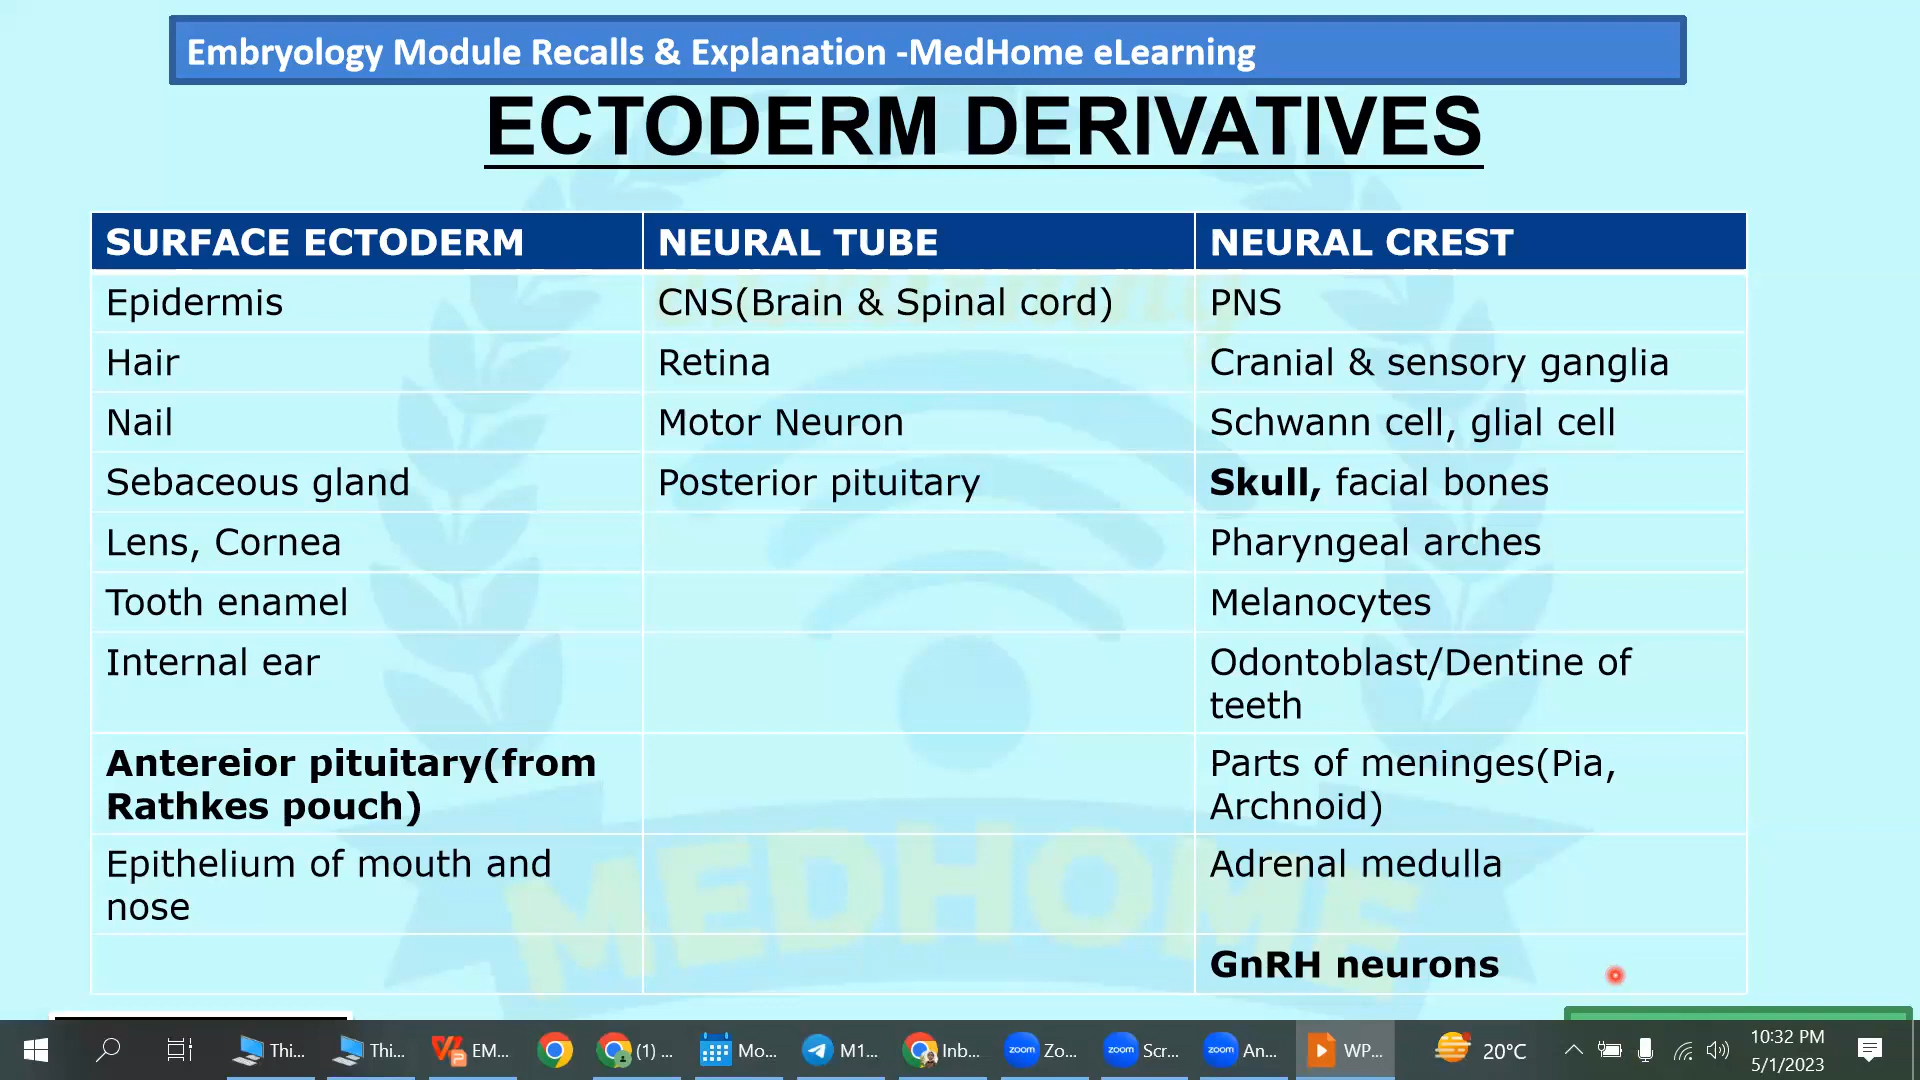 Embryology Module Recalls & Explanation -MedHome eLearning
ECTODERM DERIVATIVES
SURFACE ECTODERM NEURAL TUBE NEURAL CREST
Epidermis CNS(Brain & Spinal cord) PNS
Hair Retina Cranial & sensory ganglia
Nail Motor Neuron Schwann cell, glial cell
Sebaceous gland Posterior pituitary Skull, facial bones
Lens, Cornea Pharyngeal arches
Tooth enamel Melanocytes
Internal ear Odontoblast/Dentine of
teeth
Antereior pituitary(from Parts of meninges(Pia,
Rathkes pouch) Archnoid)
Epithelium of mouth and Adrenal medulla
nose
GnRH neurons
MEDHOME
Thi... Thi... EM... (1) ... Mo... M1... Inb... Zo... Scr... An... WP... 20°C 10:32 PM
zoom zoom zoom 5/1/2023